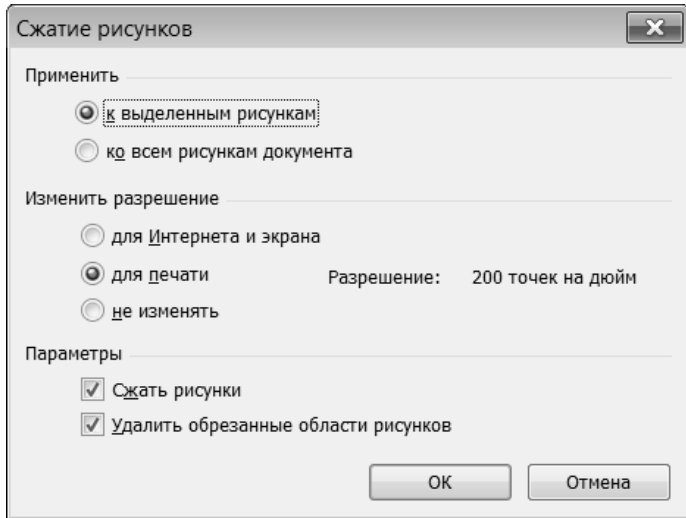 Сжатие рисунков
Применить
к выделенным рисункам
ко всем рисункам документа
Изменить разрешение
для Интернета и экрана
для печати Разрешение: 200 точек на дюйм
не изменять
Параметры
Сжать рисунки
Удалить обрезанные области рисунков
ОК Отмена